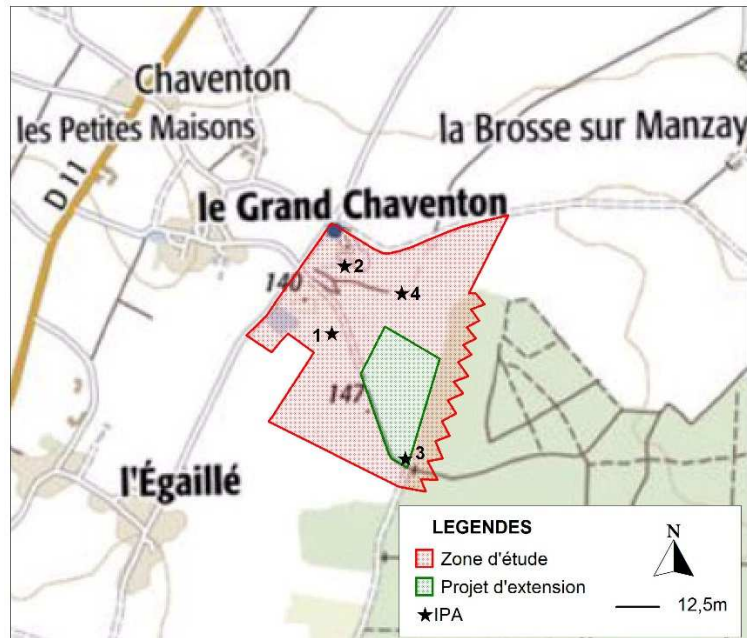 Chaventon
les Petites Maisons
la Brosse sur Manzay
D 11
le Grand Chaventon
2
140
4
1
147
3
l'Égaillé
LEGENDES
Zone d'étude
Projet d'extension
IPA
N
12,5m